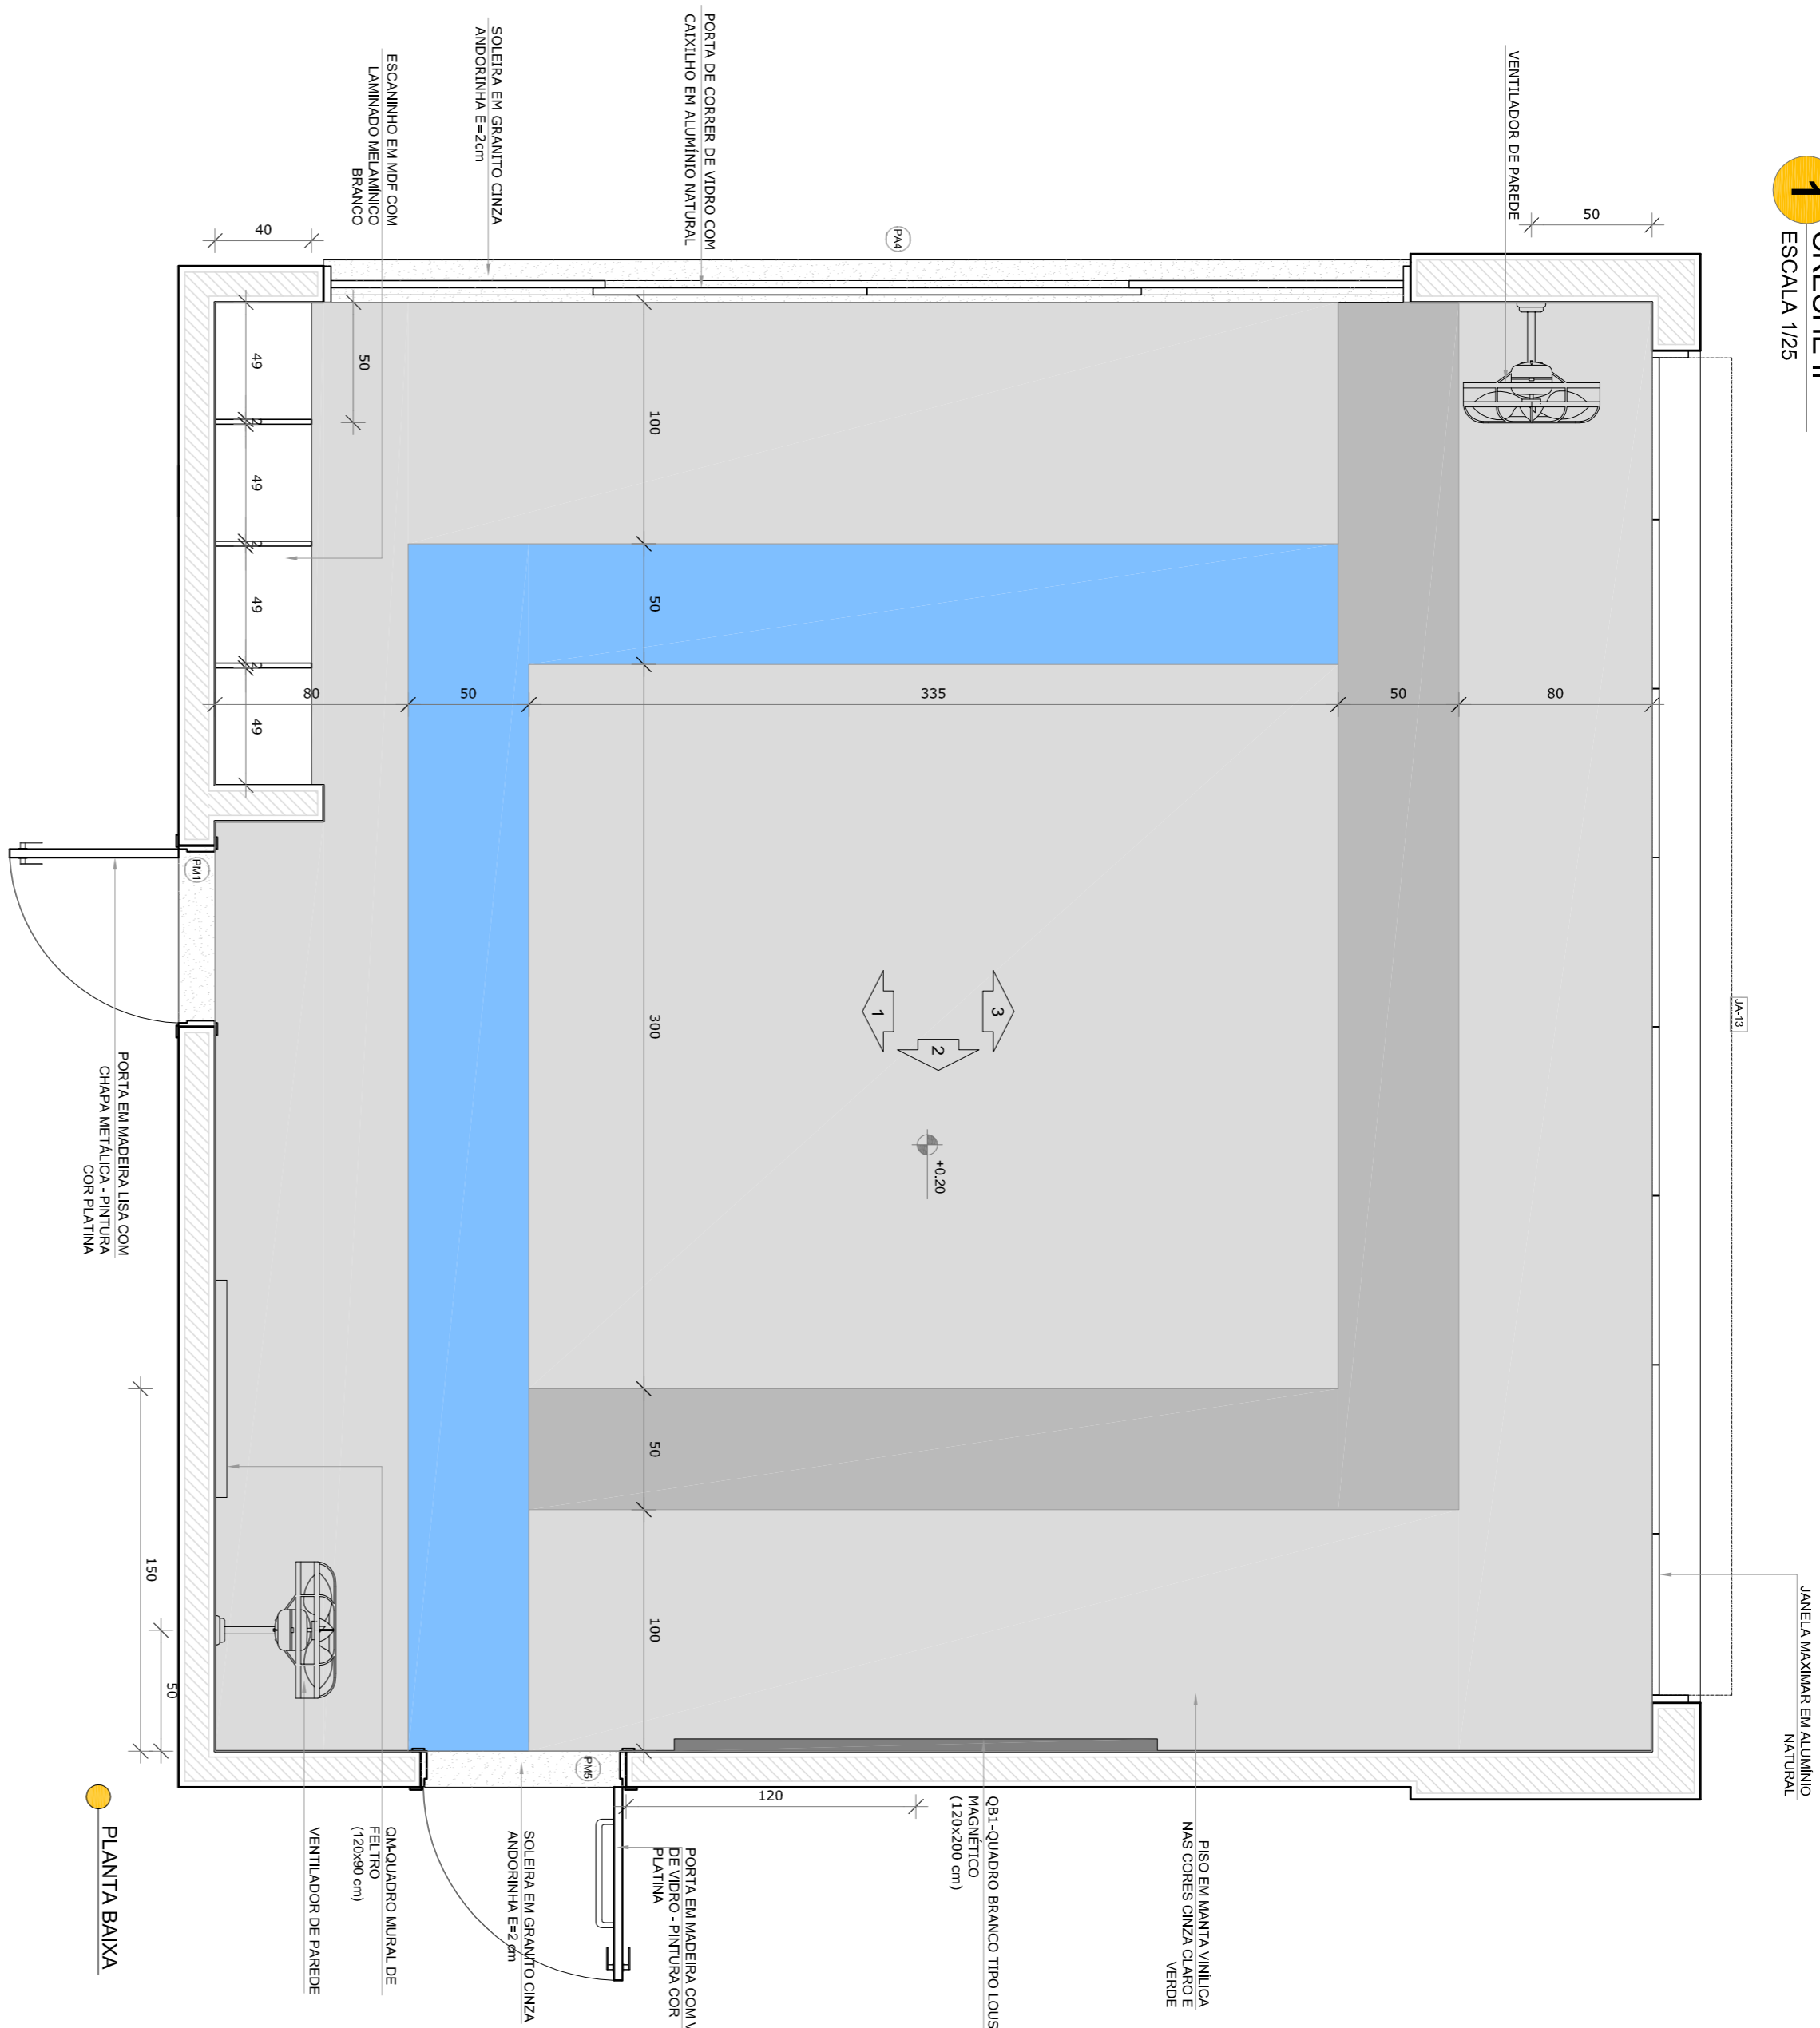 1
CRECHE II
ESCALA 1/25
VENTILADOR DE PAREDE
PORTA DE CORRER DE VIDRO COM
CAIXILHO EM ALUMÍNIO NATURAL
SOLEIRA EM GRANITO CINZA
ANDORINHA E=2cm
ESCANINHO EM MDF COM
LAMINADO MELAMÍNICO
BRANCO
50
40
PA4
50
49
2
49
2
49
2
49
100
50
300
50
100
80
50
335
50
80
JA-13
PM1
1
2
3
+0.20
PORTA EM MADEIRA LISA COM
CHAPA METÁLICA - PINTURA
COR PLATINA
150
50
PM5
120
JANELA MAXIMAR EM ALUMÍNIO
NATURAL
PISO EM MANTA VINÍLICA
NAS CORES CINZA CLARO E
VERDE
QB1-QUADRO BRANCO TIPO LOUS
MAGNÉTICO
(120x200 cm)
PORTA EM MADEIRA COM V
DE VIDRO - PINTURA COR
PLATINA
SOLEIRA EM GRANITO CINZA
ANDORINHA E=2 cm
QM-QUADRO MURAL DE
FELTRO
(120x90 cm)
VENTILADOR DE PAREDE
PLANTA BAIXA